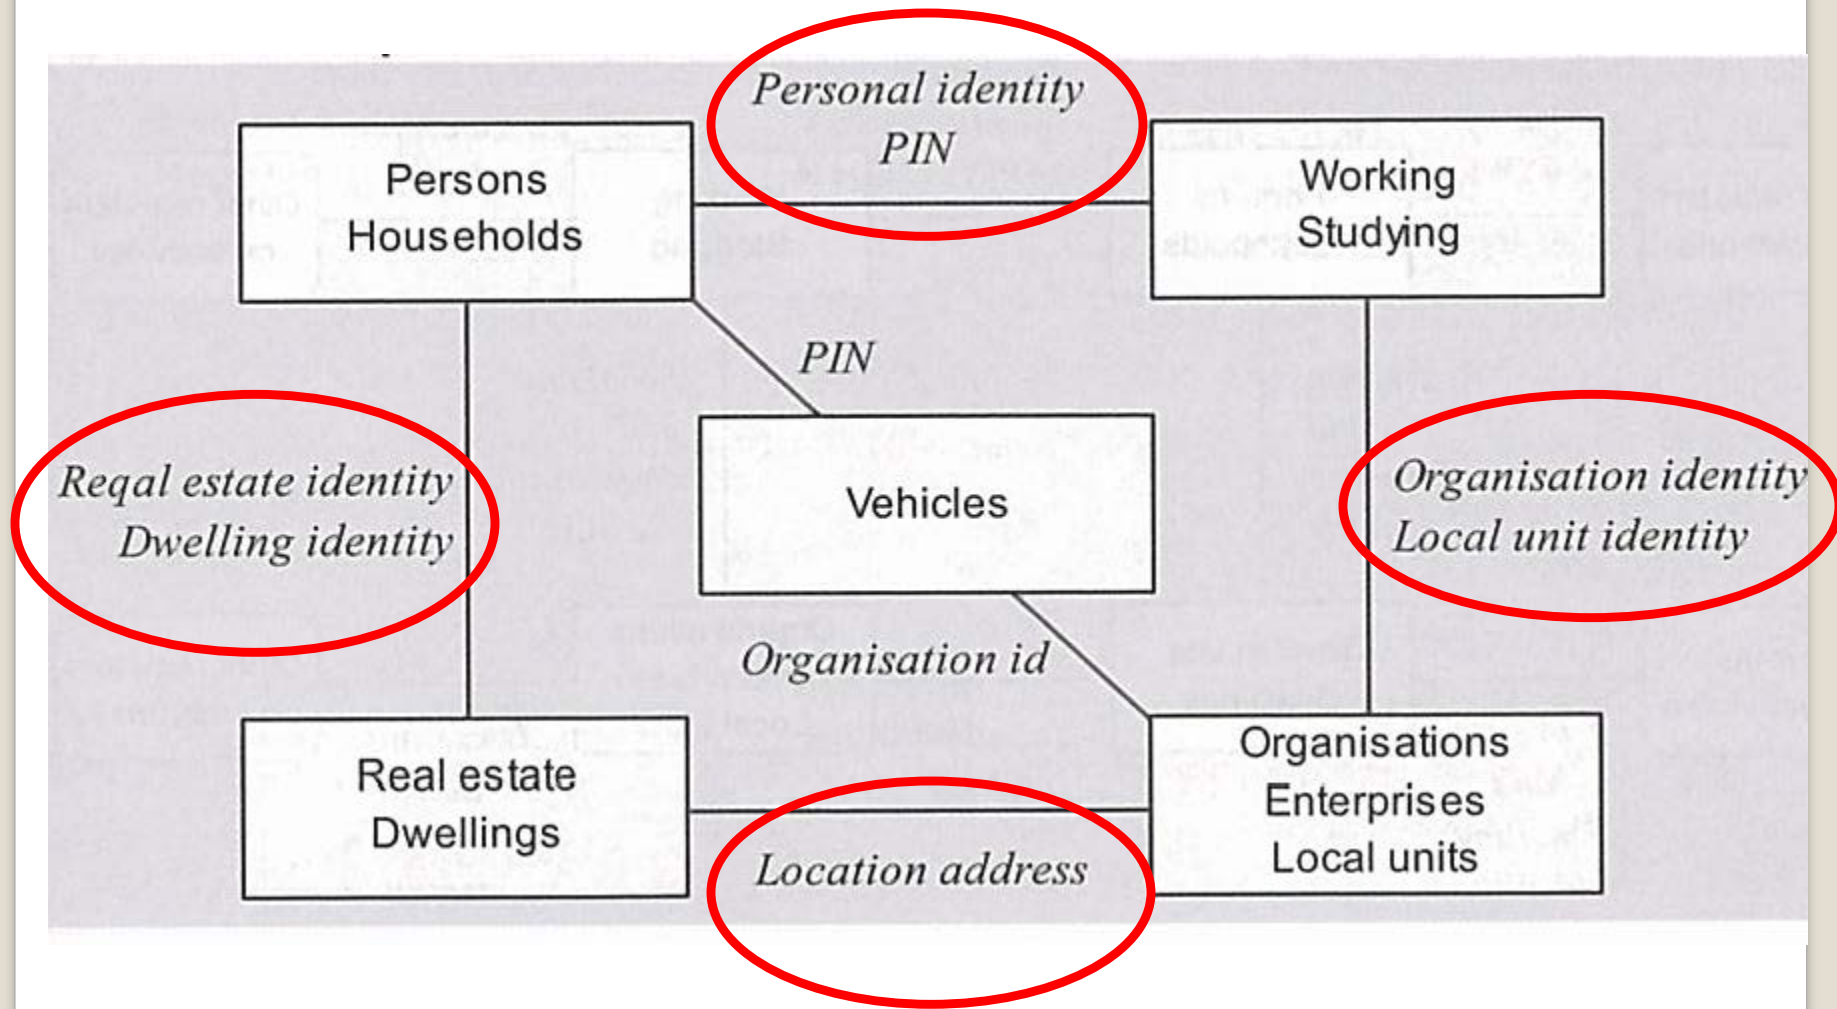 Personal identity
PIN
Persons
Households
Working
Studying
PIN
Reqal estate identity
Dwelling identity
Vehicles
Organisation identity
Local unit identity
Organisation id
Real estate
Dwellings
Organisations
Enterprises
Local units
Location address